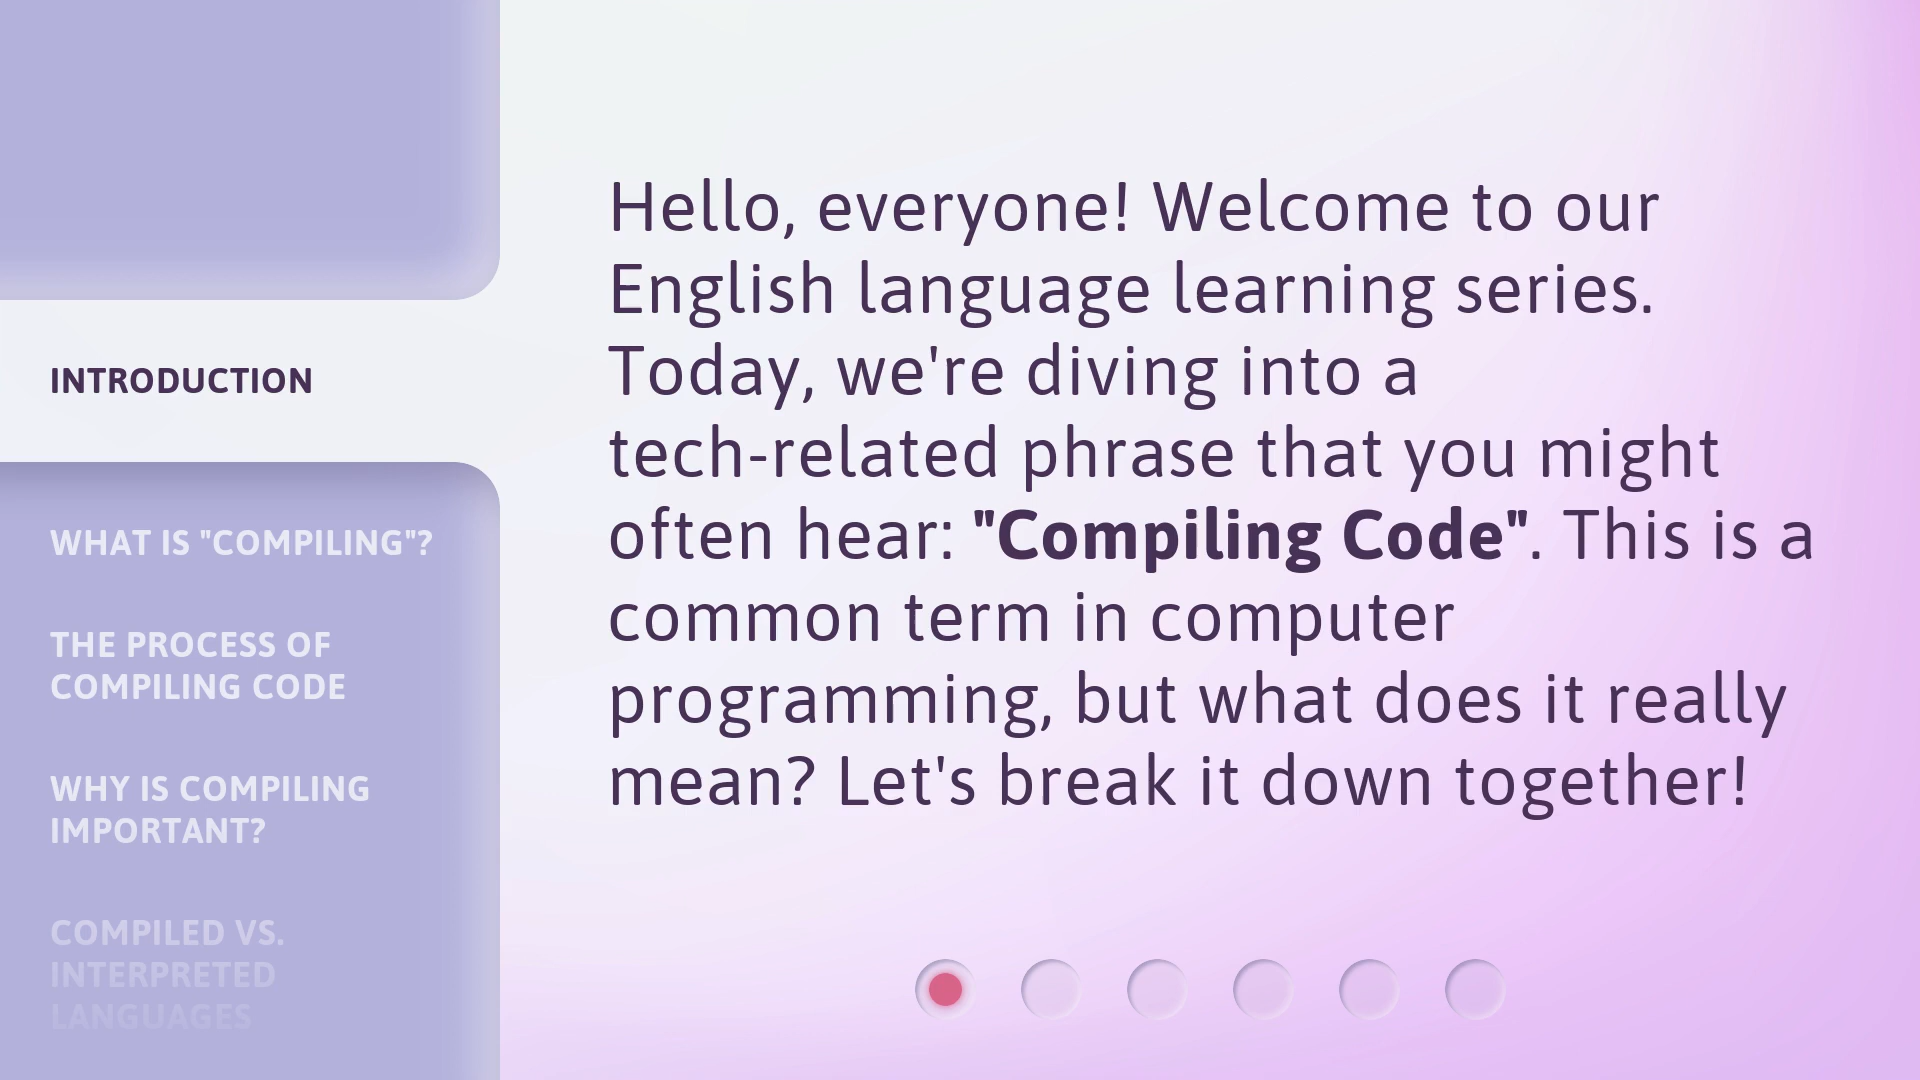 INTRODUCTION
WHAT IS "COMPILING"?
THE PROCESS OF
COMPILING CODE
WHY IS COMPILING
IMPORTANT?
COMPILED VS.
INTERPRETED
LANGUAGES
Hello, everyone! Welcome to our
English language learning series.
Today, we're diving into a
tech-related phrase that you might
often hear: "Compiling Code". This is a
common term in computer
programming, but what does it really
mean? Let's break it down together!